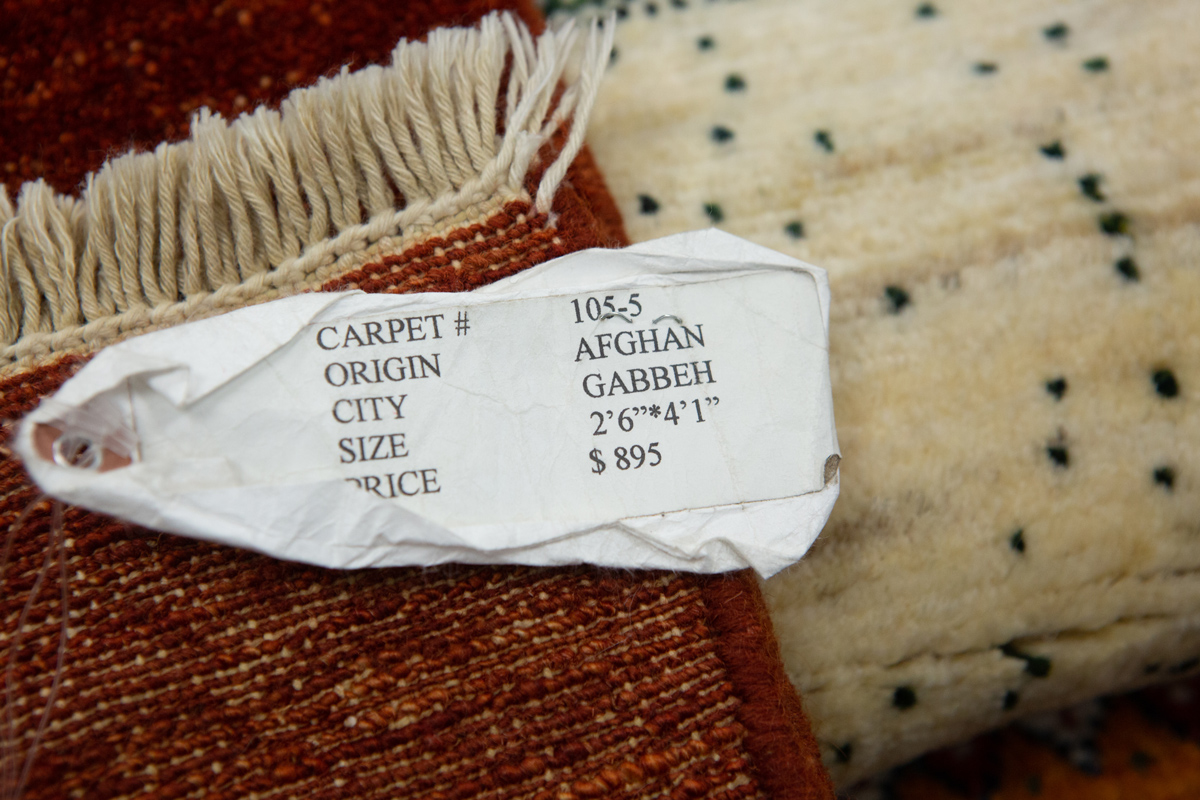 CARPET # 105-5
ORIGIN AFGHAN
CITY GABBEH
SIZE 2’6”*4’1”
PRICE $ 895